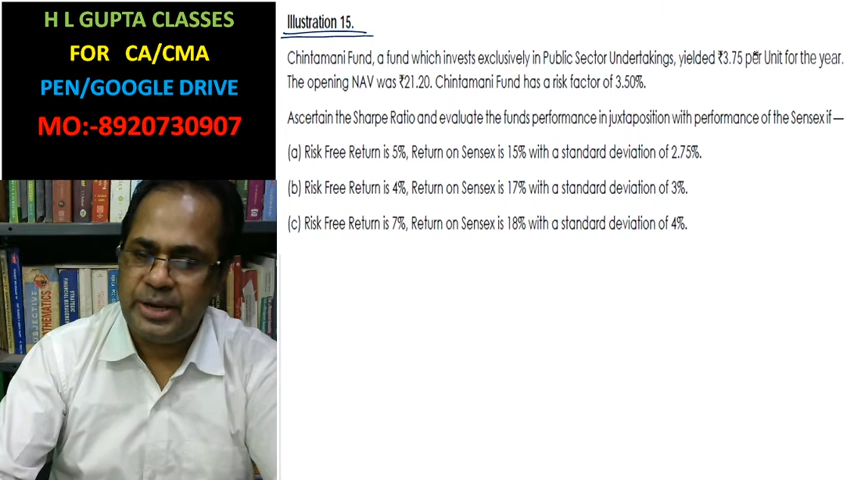 H L GUPTA CLASSES
FOR CA/CMA
PEN/GOOGLE DRIVE
MO:-8920730907
Illustration 15.
Chintamani Fund, a fund which invests exclusively in Public Sector Undertakings, yielded ₹3.75 per Unit for the year.
The opening NAV was ₹21.20. Chintamani Fund has a risk factor of 3.50%.
Ascertain the Sharpe Ratio and evaluate the funds performance in juxtaposition with performance of the Sensex if —
(a) Risk Free Return is 5%, Return on Sensex is 15% with a standard deviation of 2.75%.
(b) Risk Free Return is 4%, Return on Sensex is 17% with a standard deviation of 3%.
(c) Risk Free Return is 7%, Return on Sensex is 18% with a standard deviation of 4%.